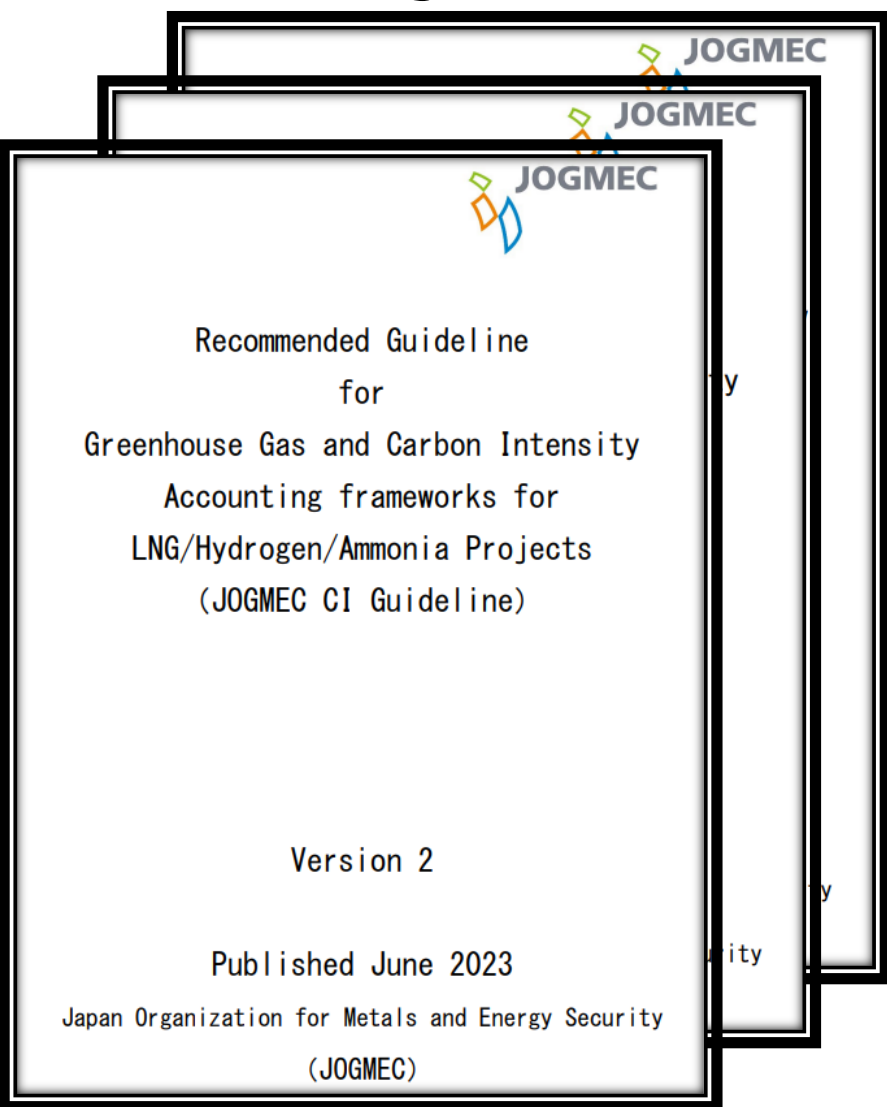 JOGMEC
JOGMEC
JOGMEC
Recommended Guideline
for
Greenhouse Gas and Carbon Intensity
Accounting frameworks for
LNG/Hydrogen/Ammonia Projects
(JOGMEC CI Guideline)
Version 2
Published June 2023
Japan Organization for Metals and Energy Security
(JOGMEC)